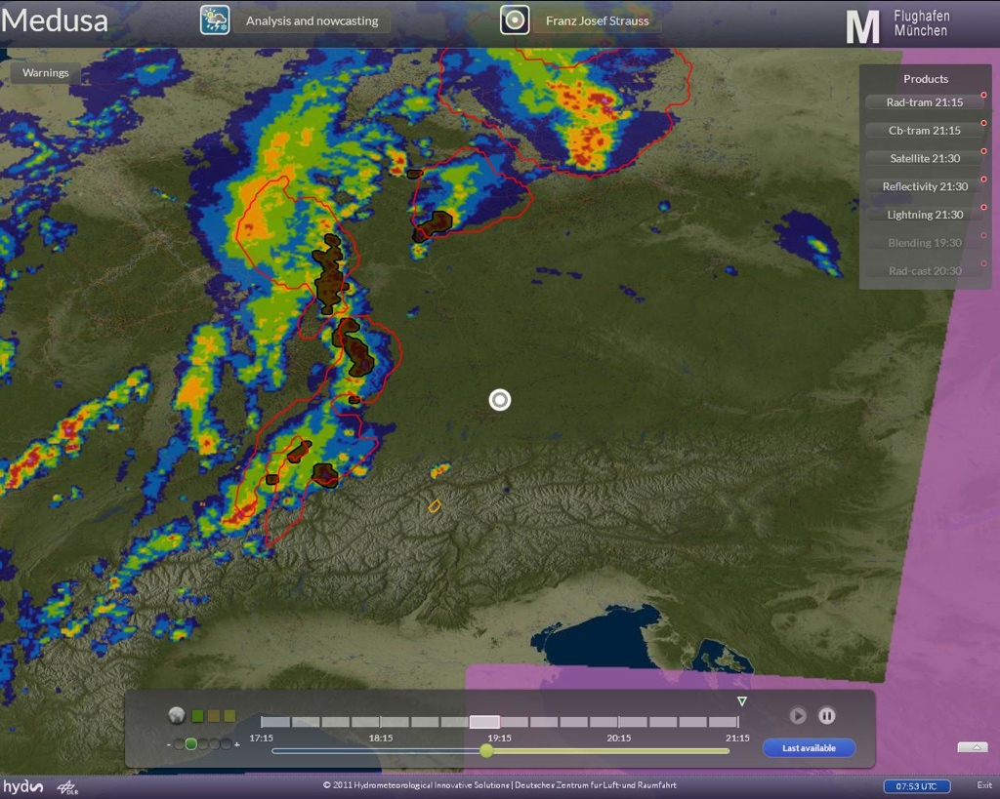 Medusa
Analysis and nowcasting
Franz Josef Strauss
M Flughafen
München
Warnings
Products
Rad-tram 21:15
Cb-tram 21:15
Satellite 21:30
Reflectivity 21:30
Lightning 21:30
Blending 19:30
Rad-cast 20:30
17:15
18:15
19:15
20:15
21:15
- +
Last available
hyds
DLR
© 2011 Hydrometeorological Innovative Solutions | Deutsches Zentrum für Luft-und Raumfahrt
07:53 UTC
Exit